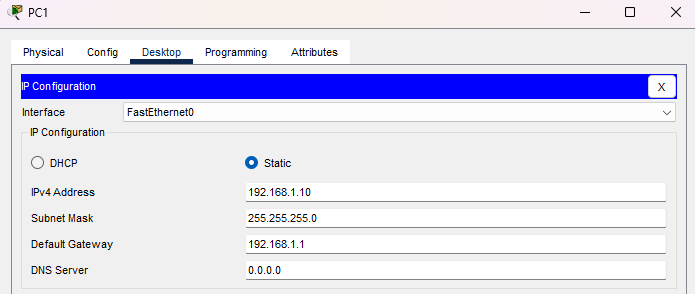 PC1
Physical Config Desktop Programming Attributes
IP Configuration X
Interface FastEthernet0
IP Configuration
DHCP Static
IPv4 Address 192.168.1.10
Subnet Mask 255.255.255.0
Default Gateway 192.168.1.1
DNS Server 0.0.0.0